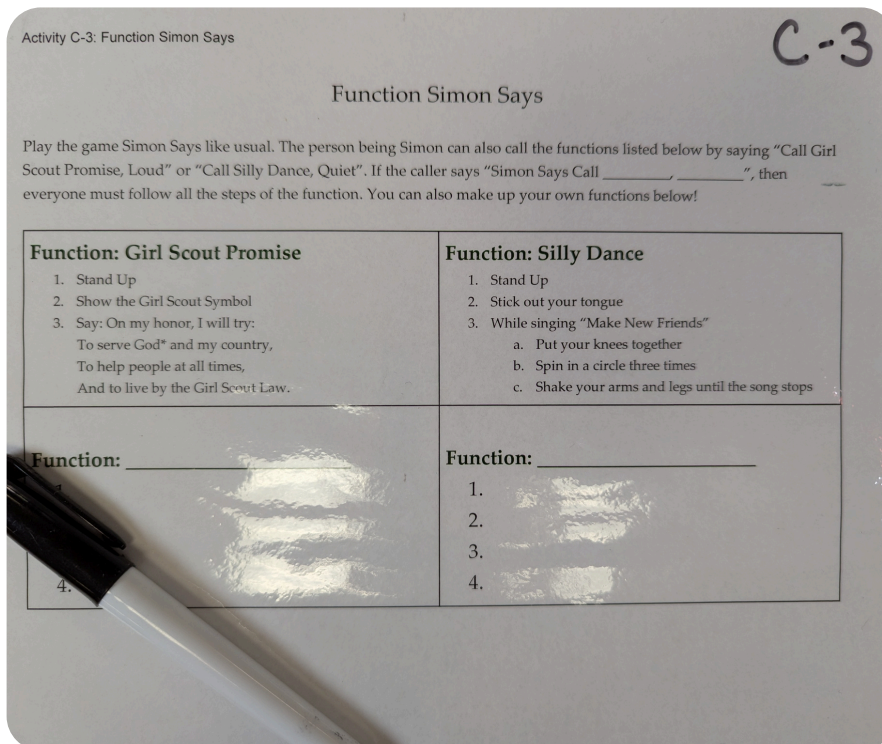 Activity C-3: Function Simon Says
C-3
Function Simon Says
Play the game Simon Says like usual. The person being Simon can also call the functions listed below by saying “Call Girl
Scout Promise, Loud” or “Call Silly Dance, Quiet”. If the caller says “Simon Says Call ________, ________”, then
everyone must follow all the steps of the function. You can also make up your own functions below!
Function: Girl Scout Promise
1. Stand Up
2. Show the Girl Scout Symbol
3. Say: On my honor, I will try:
To serve God* and my country,
To help people at all times,
And to live by the Girl Scout Law.
Function: Silly Dance
1. Stand Up
2. Stick out your tongue
3. While singing “Make New Friends”
a. Put your knees together
b. Spin in a circle three times
c. Shake your arms and legs until the song stops
Function: ____________________
4.
Function: ____________________
1.
2.
3.
4.